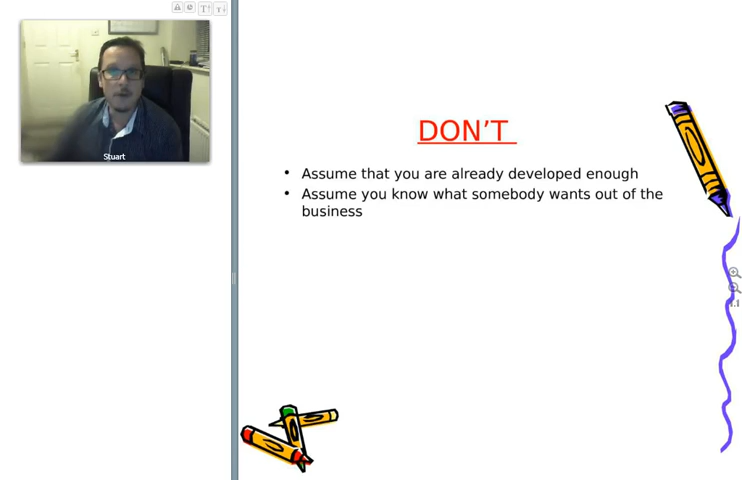 Stuart
DON'T
• Assume that you are already developed enough
• Assume you know what somebody wants out of the
business